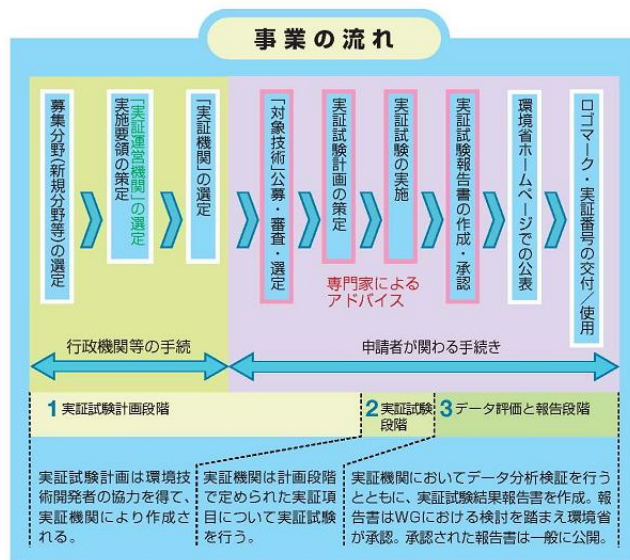 事業の流れ
募集分野(新規分野等)の選定
「実証運営機関」の選定
実施要領の策定
「実証機関」の選定
「対象技術」公募・審査・選定
実証試験計画の策定
実証試験の実施
実証試験報告書の作成・承認
環境省ホームページでの公表
ロゴマーク・実証番号の交付/使用
専門家による
アドバイス
行政機関等の手続
申請者が関わる手続き
1 実証試験計画段階
2 実証試験
段階
3 データ評価と報告段階
実証試験計画は環境技
術開発者の協力を得て、
実証機関により作成さ
れる。
実証機関は計画段階
で定められた実証項
目について実証試験
を行う。
実証機関においてデータ分析検証を行う
とともに、実証試験結果報告書を作成。報
告書はWGにおける検討を踏まえ環境省
が承認。承認された報告書は一般に公開。